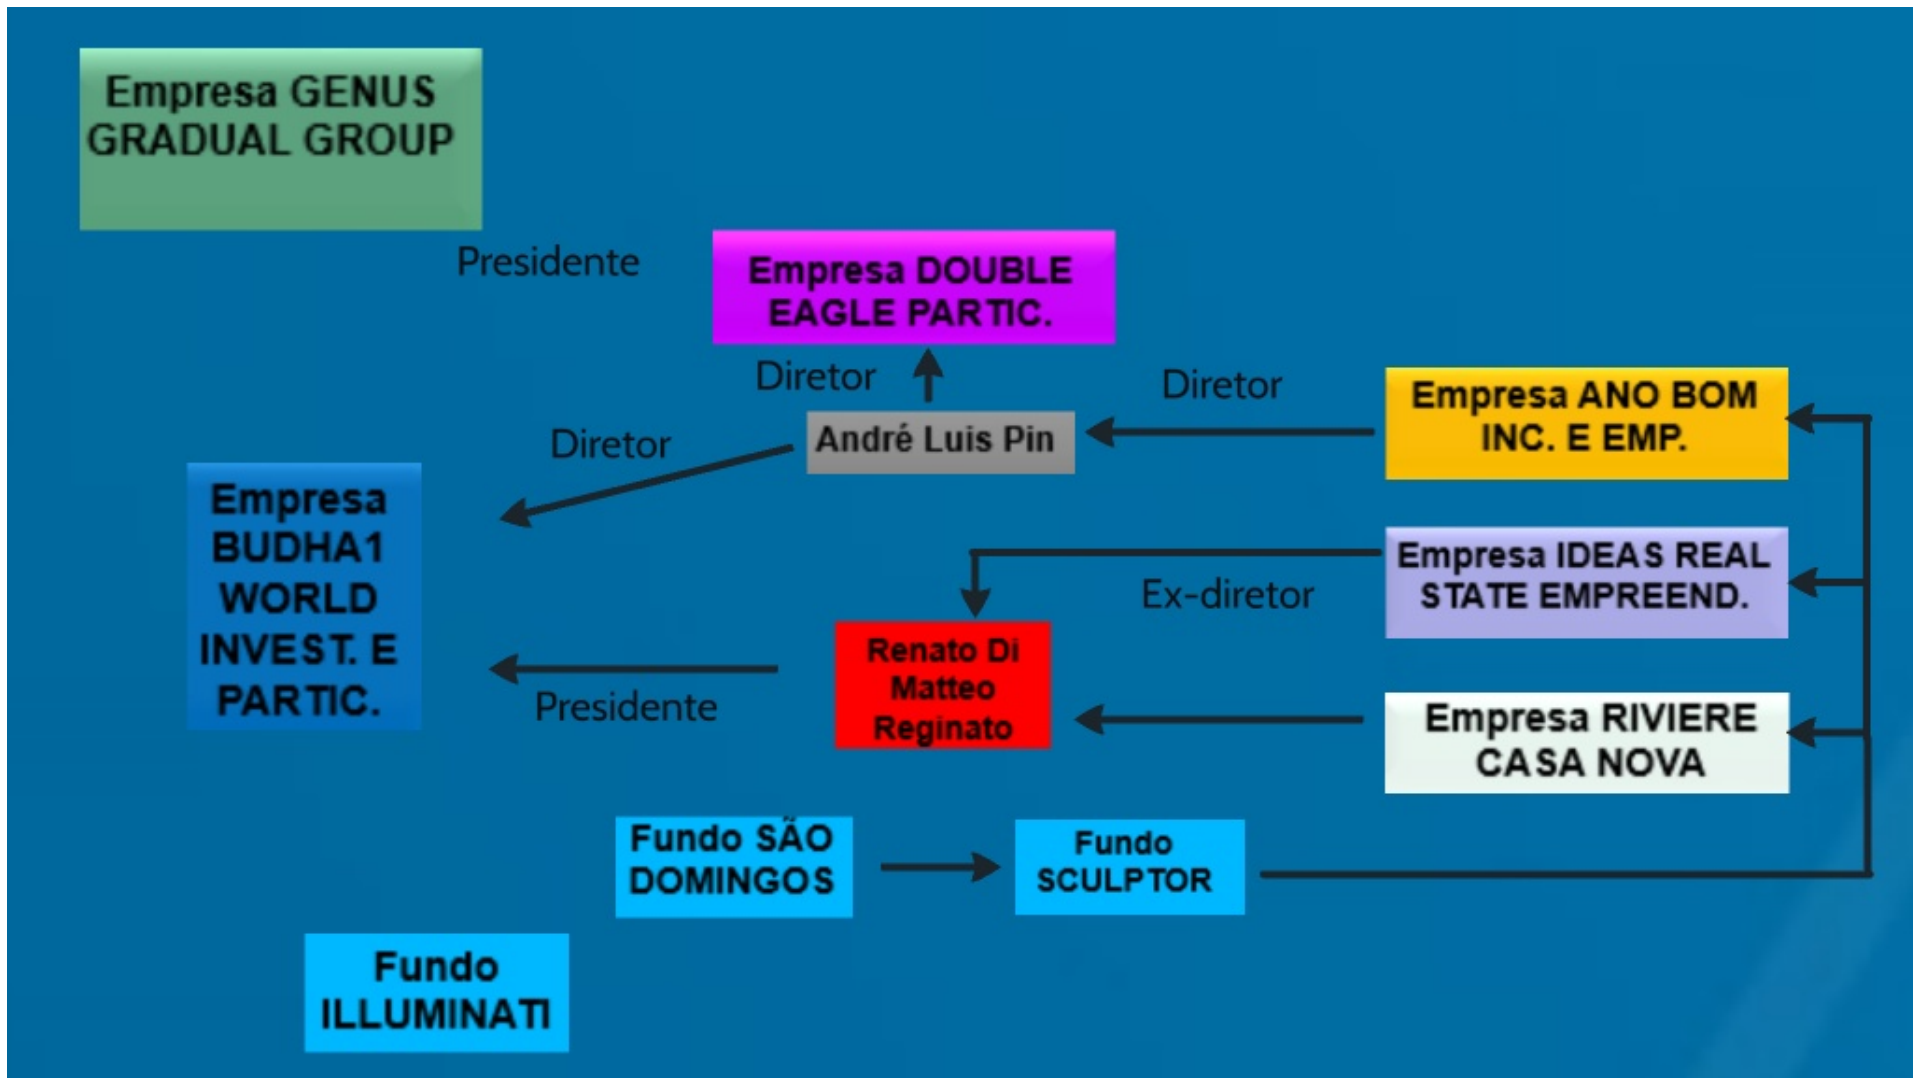 Empresa GENUS
GRADUAL GROUP
Presidente
Empresa DOUBLE
EAGLE PARTIC.
Diretor
Diretor
Empresa ANO BOM
INC. E EMP.
André Luis Pin
Diretor
Empresa
BUDHA1
WORLD
INVEST. E
PARTIC.
Empresa IDEAS REAL
STATE EMPREEND.
Ex-diretor
Renato Di
Matteo
Reginato
Presidente
Empresa RIVIERE
CASA NOVA
Fundo SÃO
DOMINGOS
Fundo
SCULPTOR
Fundo
ILLUMINATI